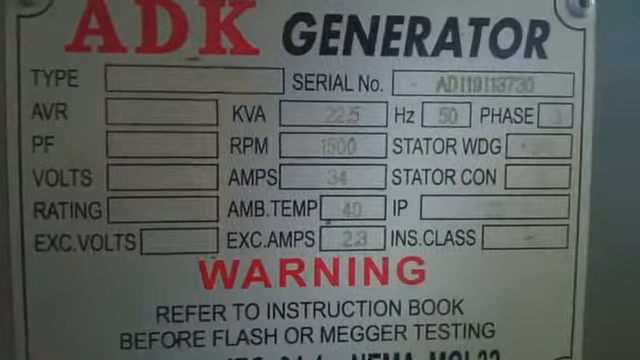 ADK GENERATOR
TYPE SERIAL No.
AVR KVA 22.5 Hz 50 PHASE
PF RPM 1500 STATOR WDG
VOLTS AMPS 34 STATOR CON
RATING AMB.TEMP 40 IP
EXC.VOLTS EXC.AMPS 2.3 INS.CLASS -
WARNING
REFER TO INSTRUCTION BOOK
BEFORE FLASH OR MEGGER TESTING